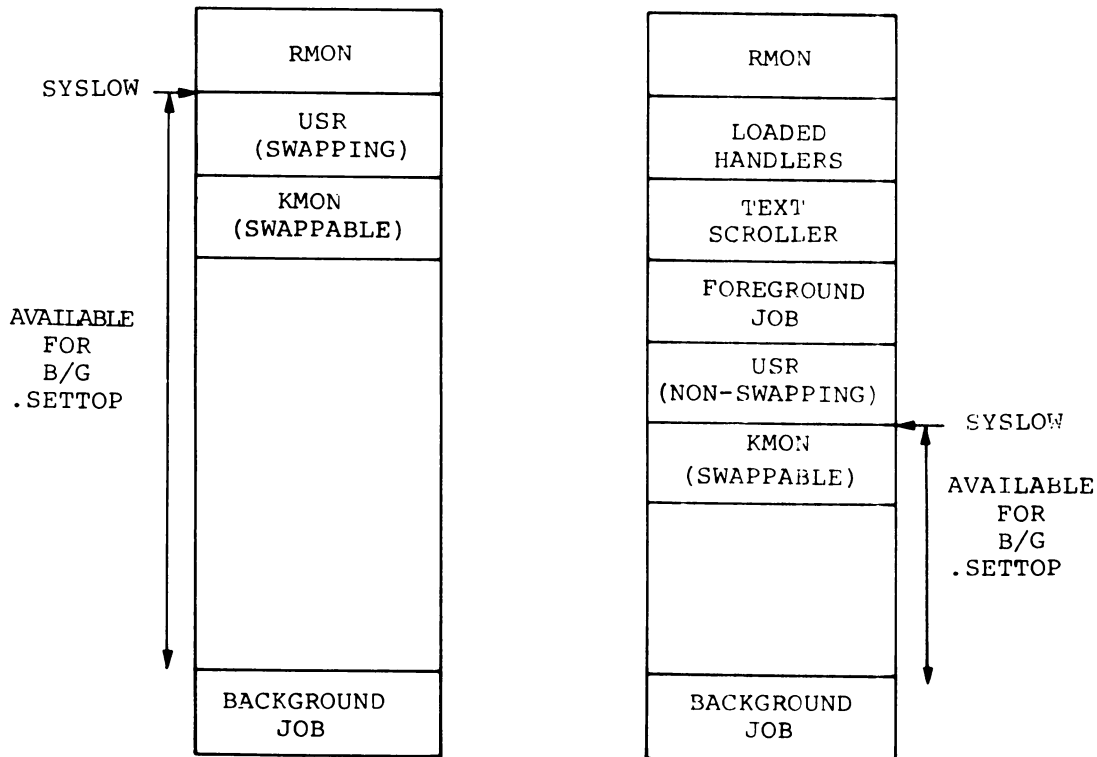 RMON
SYSLOW
USR
(SWAPPING)
KMON
(SWAPPABLE)
AVAILABLE
FOR
B/G
.SETTOP
BACKGROUND
JOB
RMON
LOADED
HANDLERS
TEXT
SCROLLER
FOREGROUND
JOB
USR
(NON-SWAPPING)
SYSLOW
KMON
(SWAPPABLE)
AVAILABLE
FOR
B/G
.SETTOP
BACKGROUND
JOB